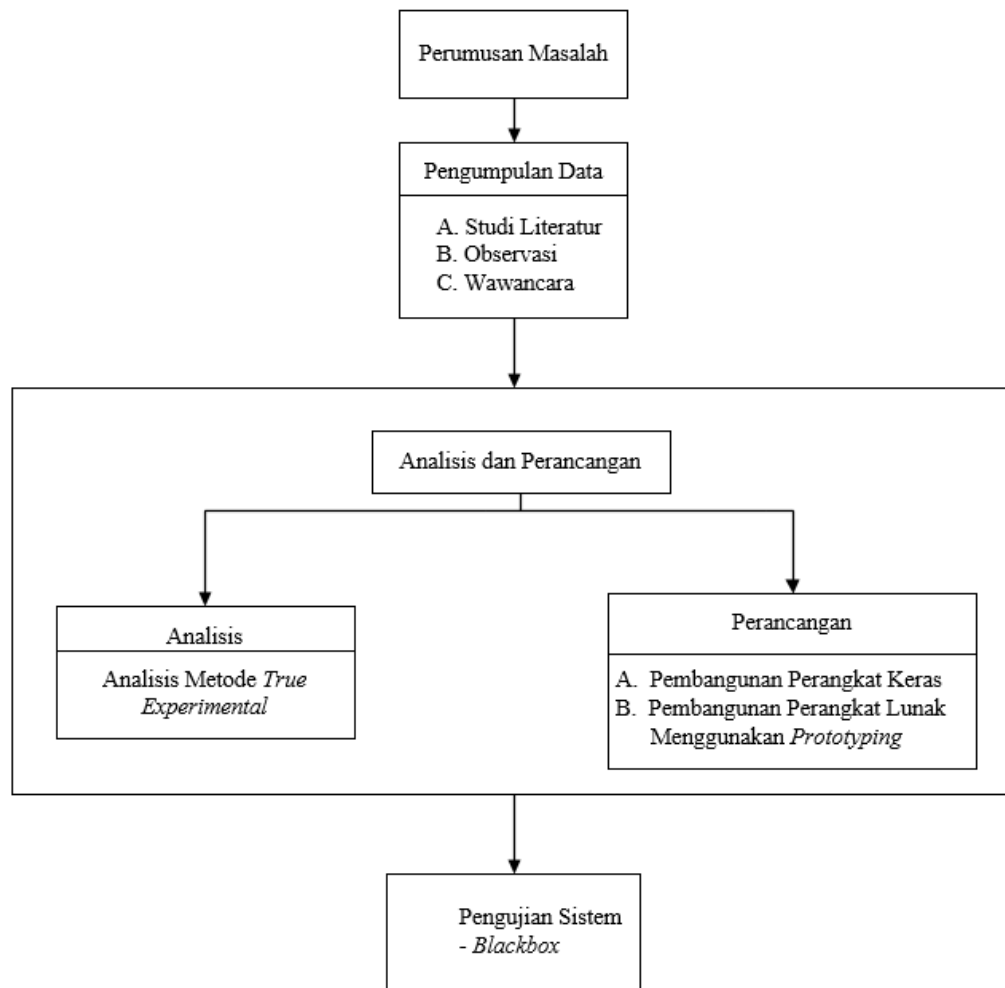 Perumusan Masalah
Pengumpulan Data
A. Studi Literatur
B. Observasi
C. Wawancara
Analisis dan Perancangan
Analisis
Analisis Metode True
Experimental
Perancangan
A. Pembangunan Perangkat Keras
B. Pembangunan Perangkat Lunak
Menggunakan Prototyping
Pengujian Sistem
- Blackbox